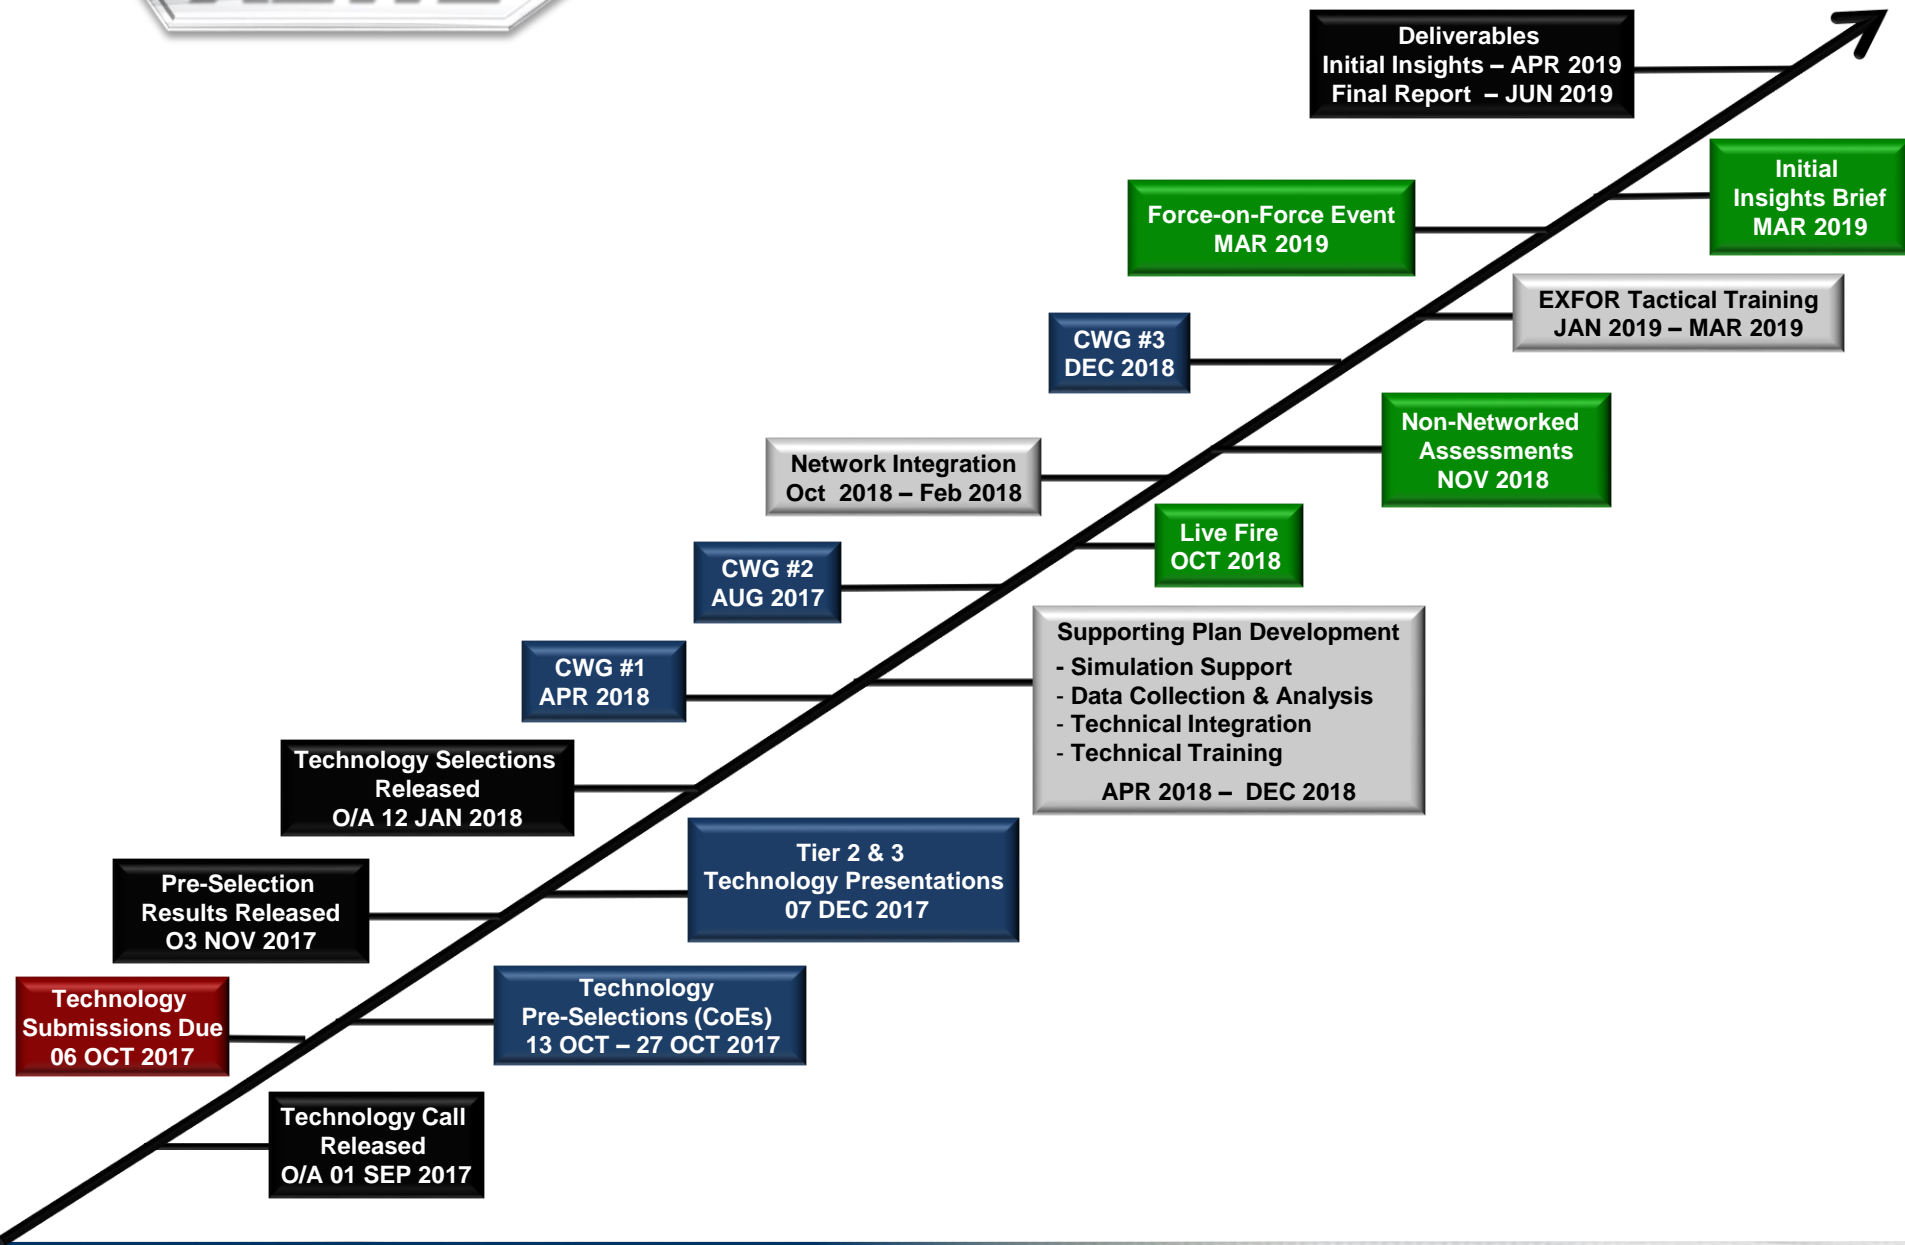 Deliverables
Initial Insights – APR 2019
Final Report – JUN 2019
Initial
Insights Brief
MAR 2019
Force-on-Force Event
MAR 2019
EXFOR Tactical Training
JAN 2019 – MAR 2019
CWG #3
DEC 2018
Non-Networked
Assessments
NOV 2018
Network Integration
Oct 2018 – Feb 2018
Live Fire
OCT 2018
CWG #2
AUG 2017
Supporting Plan Development
- Simulation Support
- Data Collection & Analysis
- Technical Integration
- Technical Training
APR 2018 – DEC 2018
CWG #1
APR 2018
Technology Selections
Released
O/A 12 JAN 2018
Tier 2 & 3
Technology Presentations
07 DEC 2017
Pre-Selection
Results Released
O3 NOV 2017
Technology
Pre-Selections (CoEs)
13 OCT – 27 OCT 2017
Technology
Submissions Due
06 OCT 2017
Technology Call
Released
O/A 01 SEP 2017